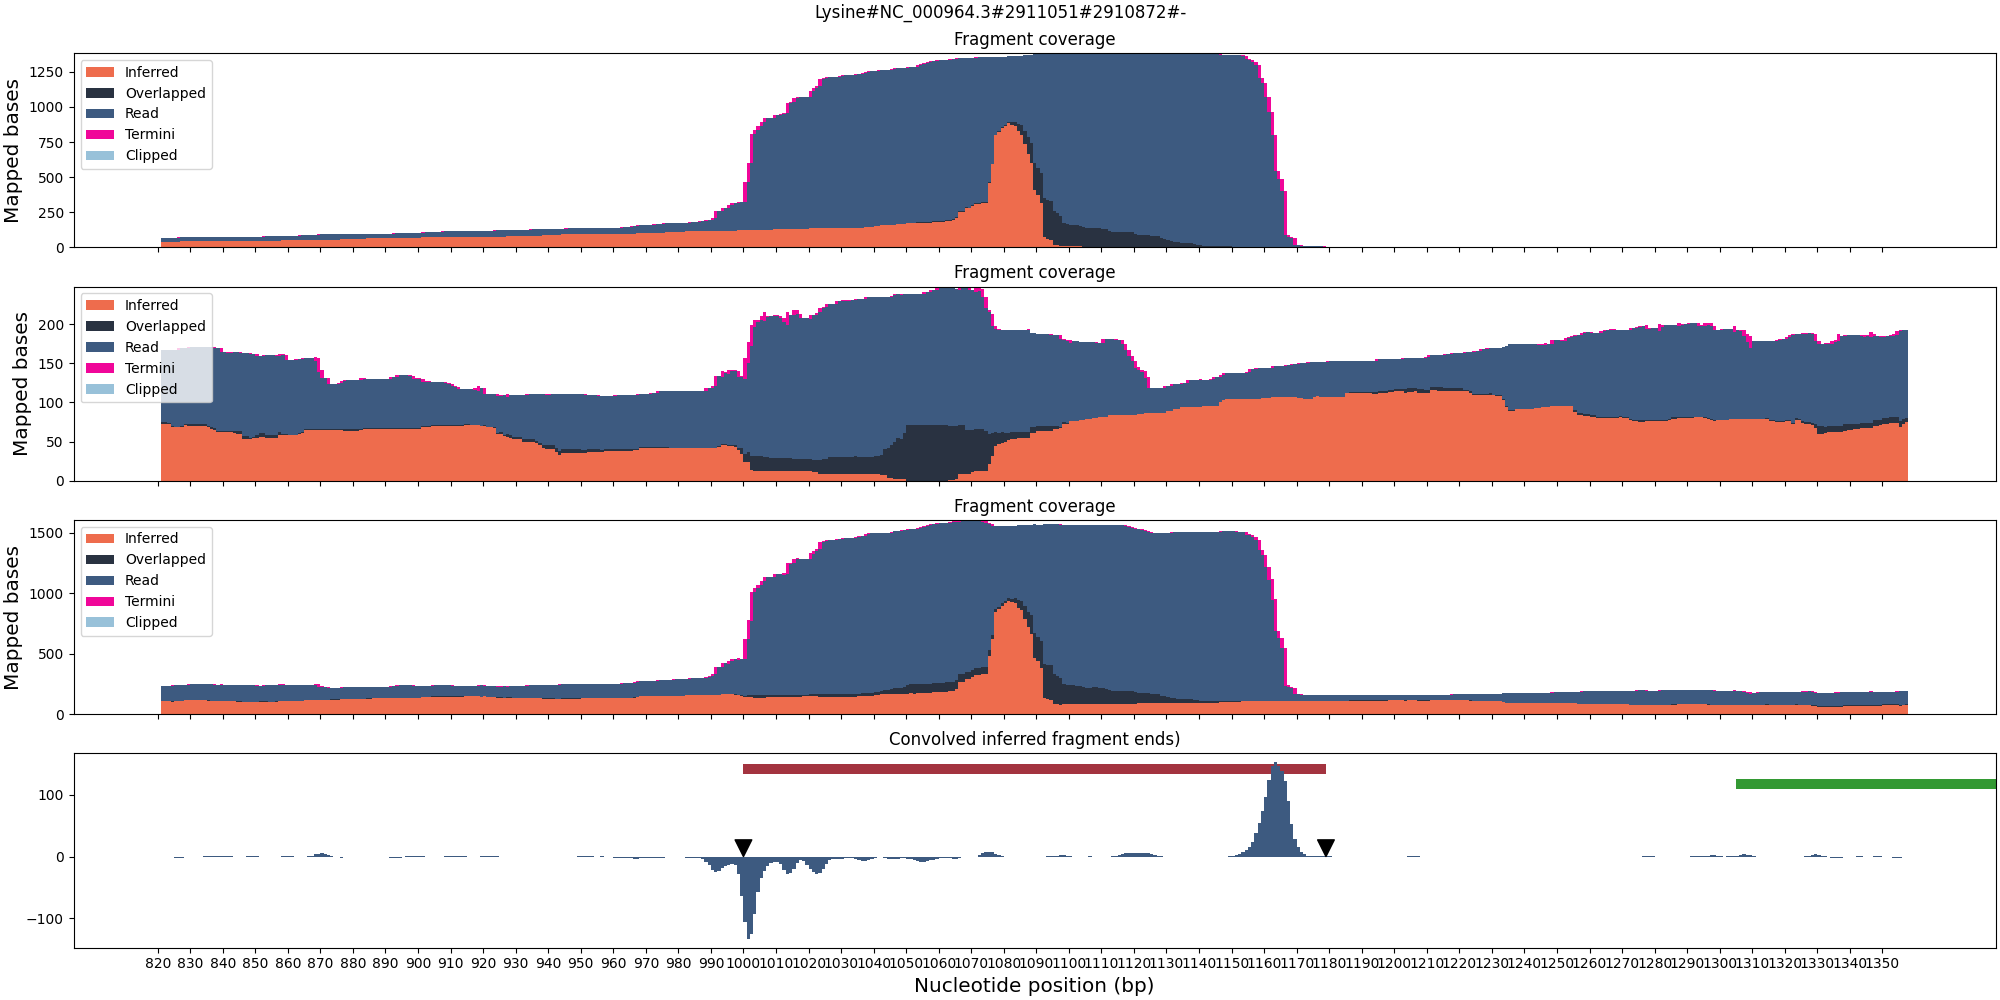 Lysine#NC_000964.3#2911051#2910872#-
Fragment coverage
Mapped bases
1250
1000
750
500
250
0
Inferred
Overlapped
Read
Termini
Clipped
Fragment coverage
Mapped bases
200
150
100
50
0
Inferred
Overlapped
Read
Termini
Clipped
Fragment coverage
Mapped bases
1500
1000
500
0
Inferred
Overlapped
Read
Termini
Clipped
Convolved inferred fragment ends)
100
0
−100
820 830 840 850 860 870 880 890 900 910 920 930 940 950 960 970 980 990 1000 1010 1020 1030 1040 1050 1060 1070 1080 1090 1100 1110 1120 1130 1140 1150 1160 1170 1180 1190 1200 1210 1220 1230 1240 1250 1260 1270 1280 1290 1300 1310 1320 1330 1340 1350
Nucleotide position (bp)